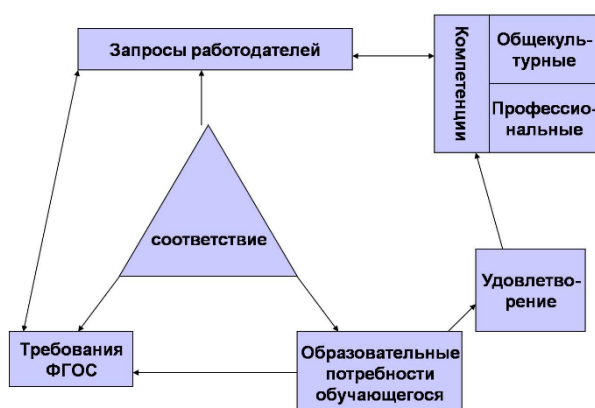 Запросы работодателей
Компетенции
Общекуль-
турные
Профессио-
нальные
соответствие
Удовлетво-
рение
Требования
ФГОС
Образовательные
потребности
обучающегося